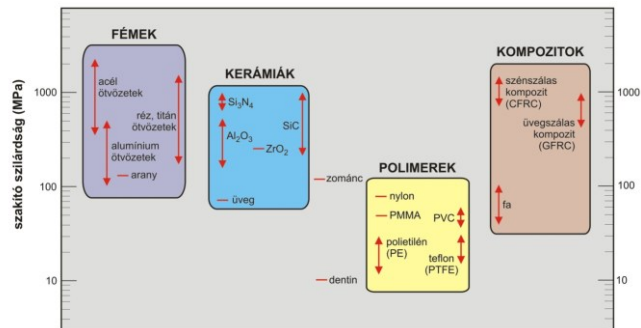 FÉMEK
KERÁMIÁK
POLIMEREK
KOMPOZITOK
szakító szilárdság (MPa)
1000
100
10
acél
ötvözetek
réz, titán
ötvözetek
alumínium
ötvözetek
arany
Si3N4
Al2O3
SiC
ZrO2
üveg
zománc
dentin
nylon
PMMA
PVC
polietilén
(PE)
teflon
(PTFE)
szénszálas
kompozit
(CFRC)
üvegszálas
kompozit
(GFRC)
fa
1000
100
10